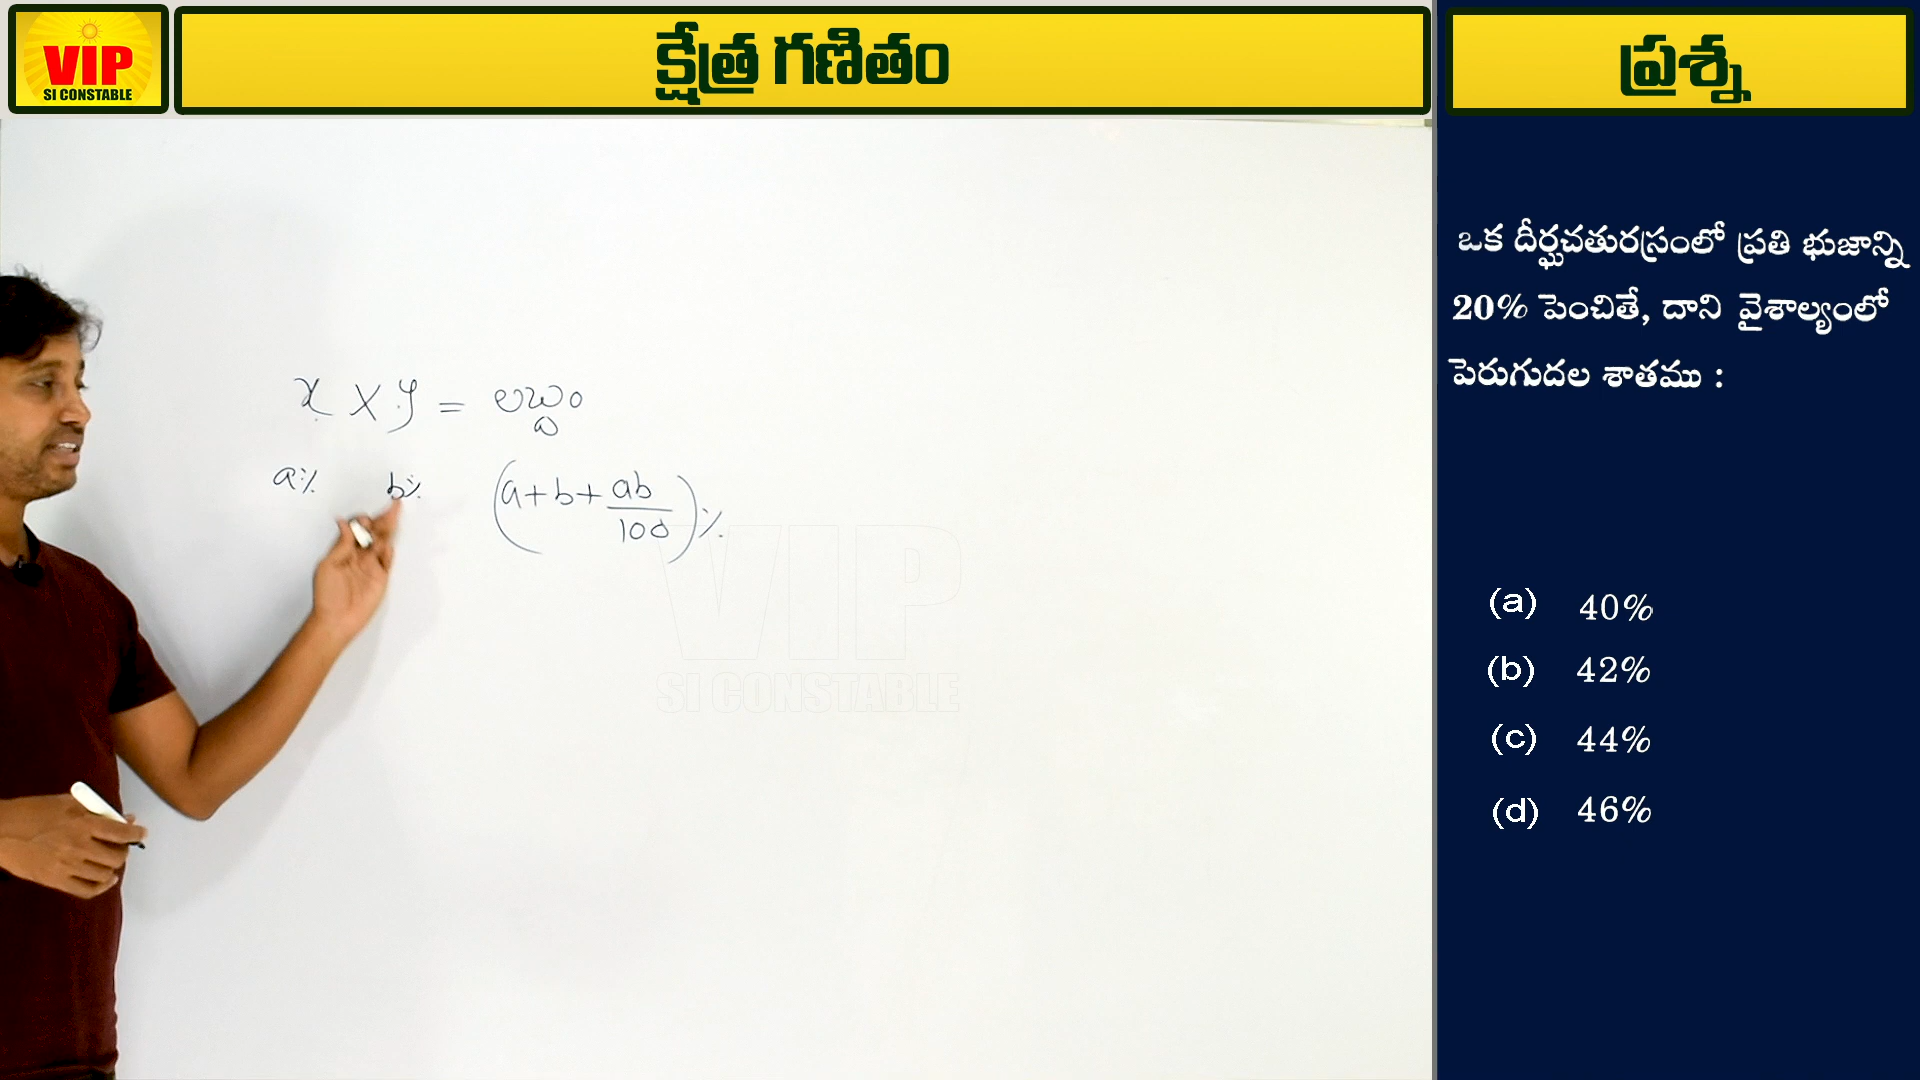 VIP
SI CONSTABLE
క్షేత్ర గణితం
x × y = లబ్దం
a% b% (a+b+ab/100)%
VIP
SI CONSTABLE
ప్రశ్న
ఒక దీర్ఘచతురస్రంలో ప్రతి భుజాన్ని
20% పెంచితే, దాని వైశాల్యంలో
పెరుగుదల శాతము :
(a) 40%
(b) 42%
(c) 44%
(d) 46%